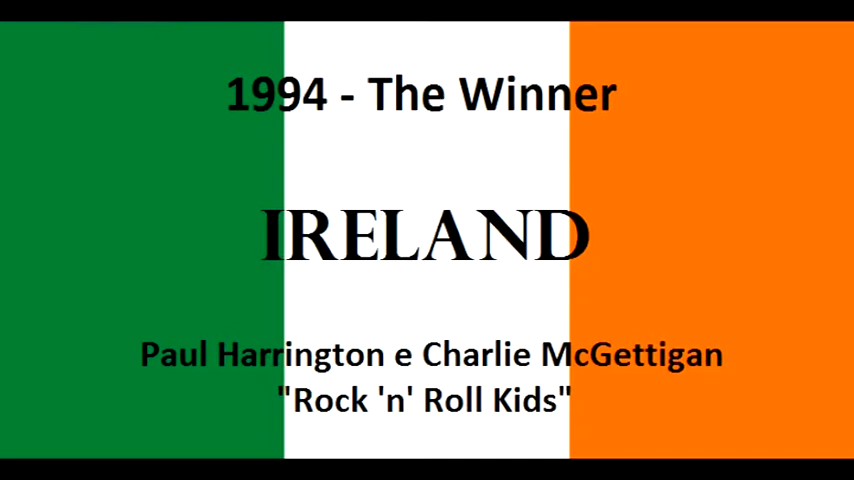 1994 - The Winner
IRELAND
Paul Harrington e Charlie McGettigan
"Rock 'n' Roll Kids"